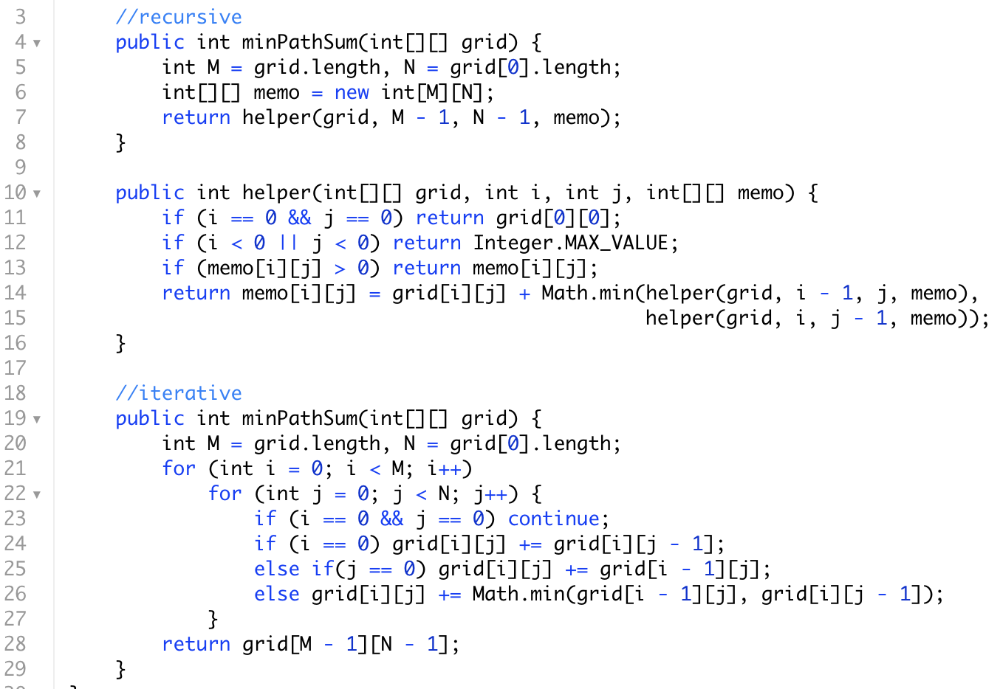 3 //recursive
4 ▼ public int minPathSum(int[][] grid) {
5 int M = grid.length, N = grid[0].length;
6 int[][] memo = new int[M][N];
7 return helper(grid, M - 1, N - 1, memo);
8 }
9
10 ▼ public int helper(int[][] grid, int i, int j, int[][] memo) {
11 if (i == 0 && j == 0) return grid[0][0];
12 if (i < 0 || j < 0) return Integer.MAX_VALUE;
13 if (memo[i][j] > 0) return memo[i][j];
14 return memo[i][j] = grid[i][j] + Math.min(helper(grid, i - 1, j, memo),
15 helper(grid, i, j - 1, memo));
16 }
17
18 //iterative
19 ▼ public int minPathSum(int[][] grid) {
20 int M = grid.length, N = grid[0].length;
21 for (int i = 0; i < M; i++)
22 ▼ for (int j = 0; j < N; j++) {
23 if (i == 0 && j == 0) continue;
24 if (i == 0) grid[i][j] += grid[i][j - 1];
25 else if(j == 0) grid[i][j] += grid[i - 1][j];
26 else grid[i][j] += Math.min(grid[i - 1][j], grid[i][j - 1]);
27 }
28 return grid[M - 1][N - 1];
29 }